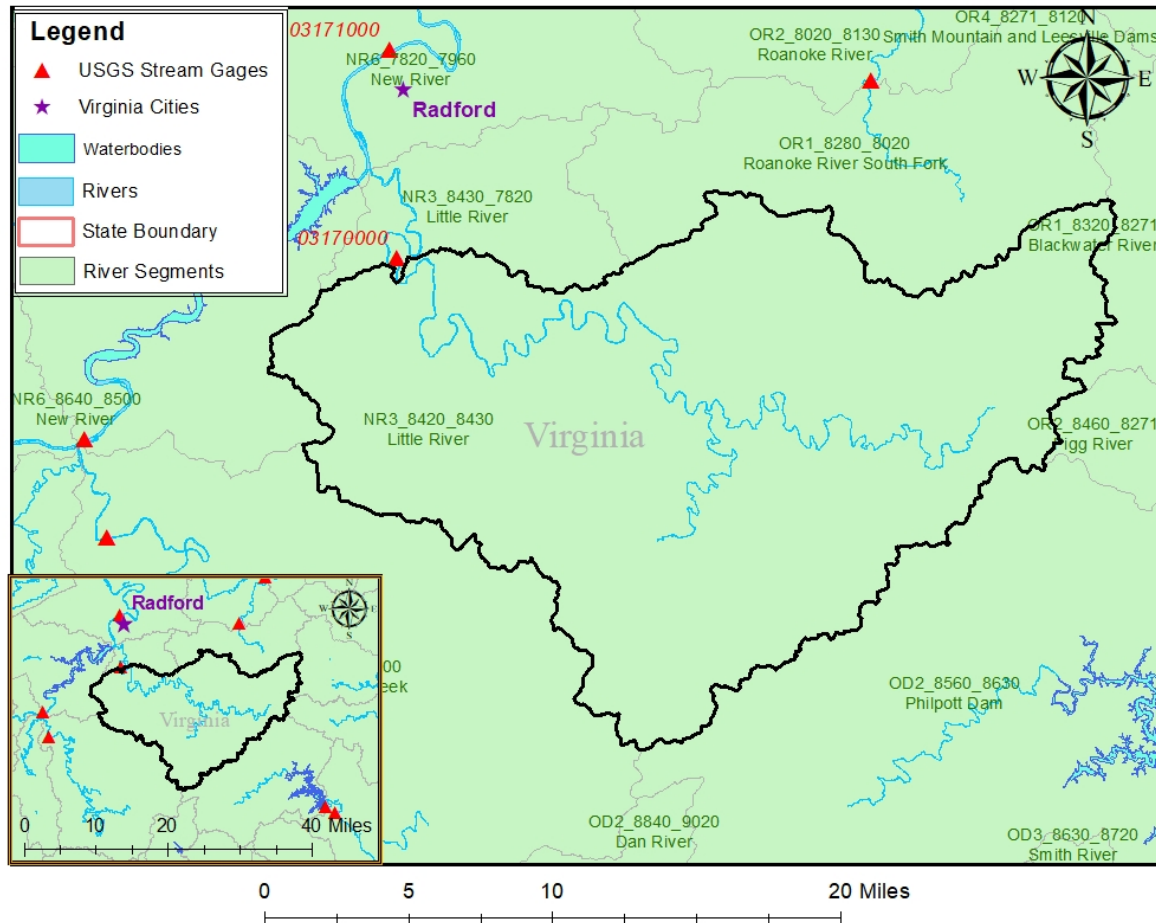 Legend
USGS Stream Gages
Virginia Cities
Waterbodies
Rivers
State Boundary
River Segments
03171000
NR6_7820_7960
New River
Radford
OR2_8020_8130
Roanoke River
OR4_8271_8120
Smith Mountain and Leesville Dams
N
W E
S
OR1_8280_8020
Roanoke River South Fork
NR3_8430_7820
Little River
03170000
OR1_8320_8271
Blackwater River
NR6_8640_8500
New River
NR3_8420_8430
Little River
Virginia
OR2_8460_8271
Pigg River
OD2_8560_8630
Philpott Dam
OD2_8840_9020
Dan River
OD3_8630_8720
Smith River
Radford
N
W E
S
Virginia
00
eek
0 10 20 40 Miles
0 5 10 20 Miles